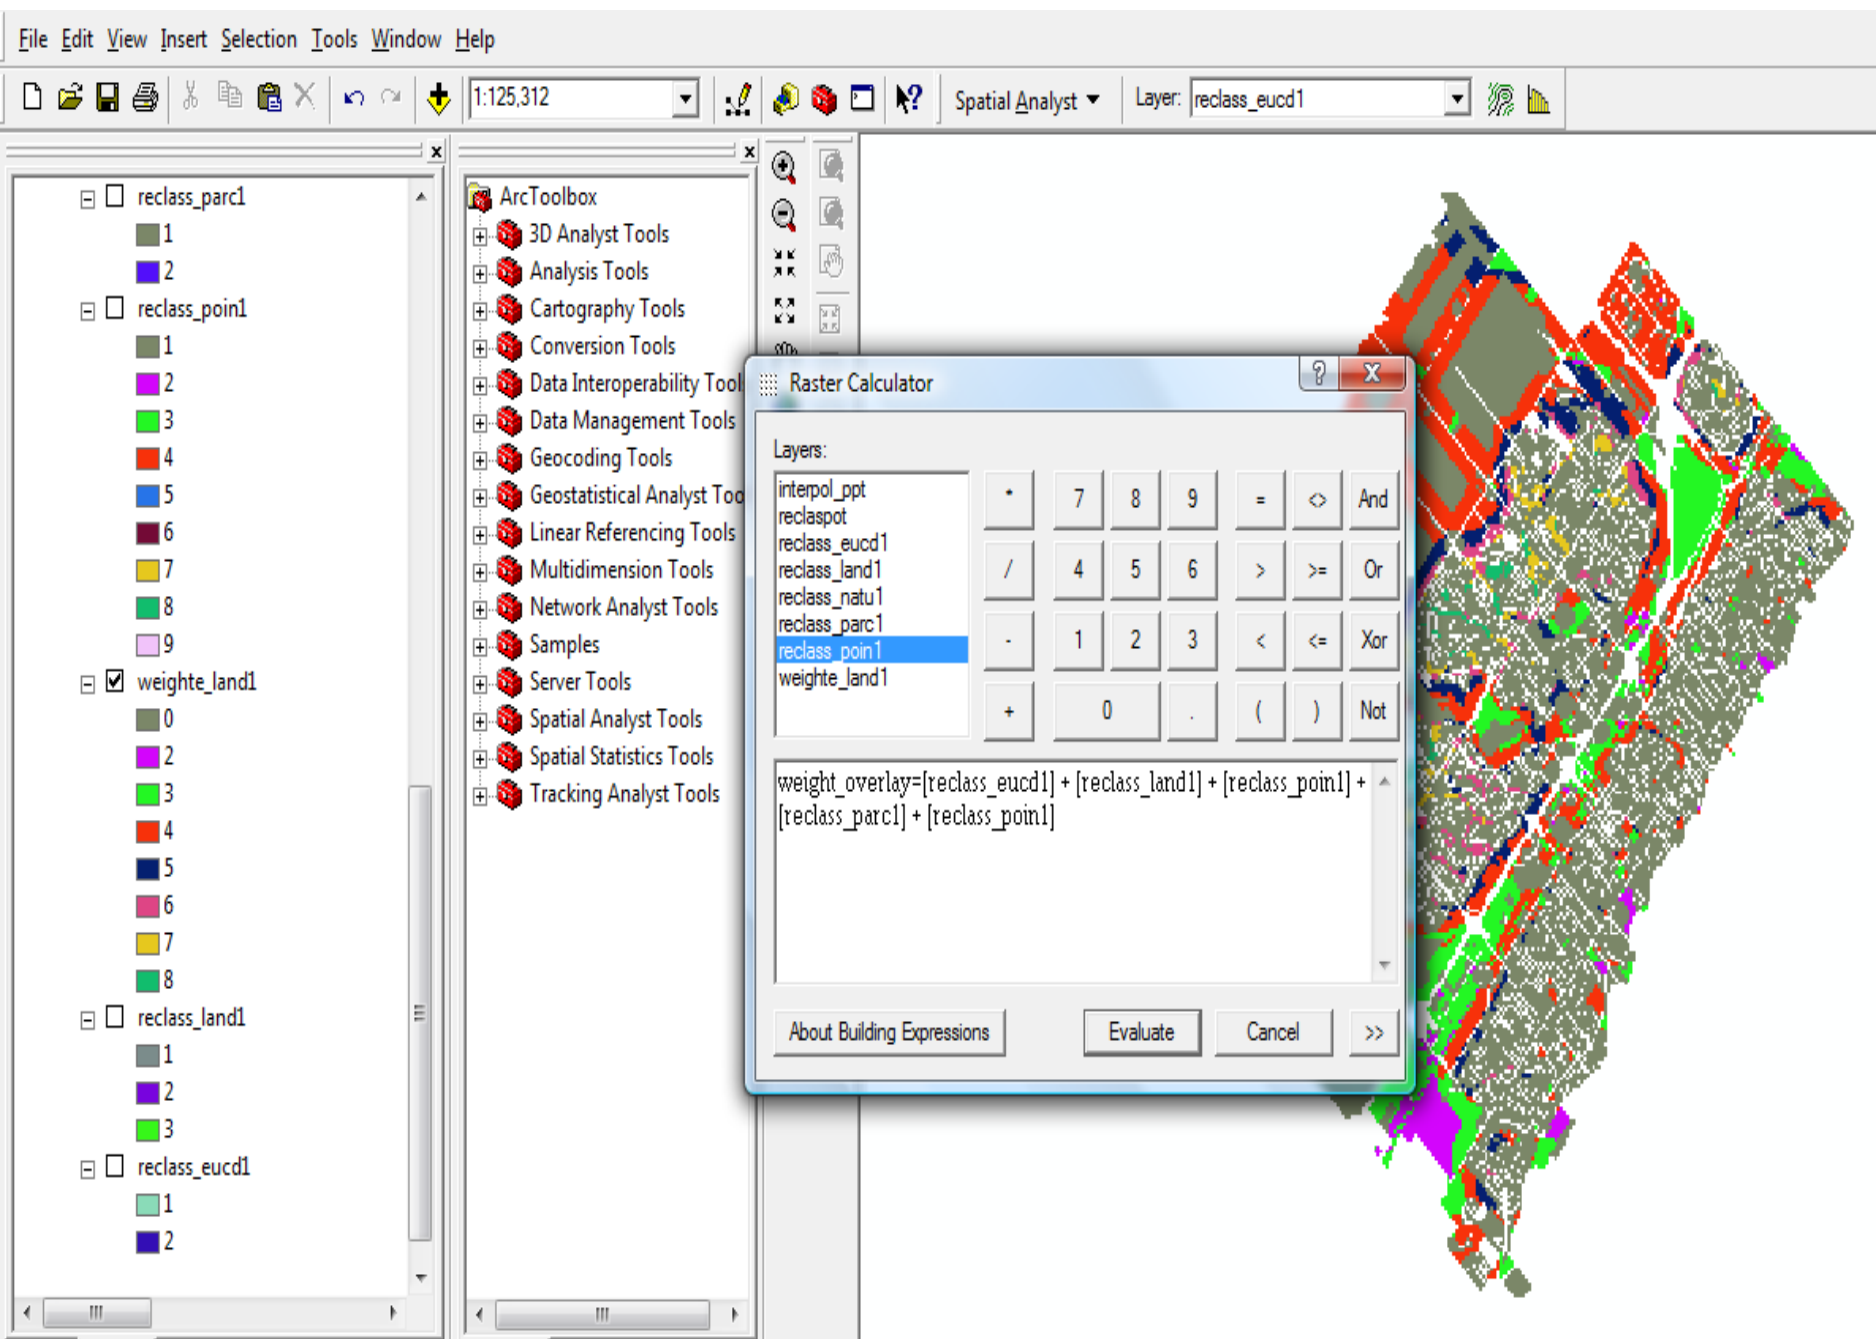 File Edit View Insert Selection Tools Window Help
1:125,312
Spatial Analyst
Layer: reclass_eucd1
reclass_parc1
1
2
reclass_poin1
1
2
3
4
5
6
7
8
9
weighte_land1
0
2
3
4
5
6
7
8
reclass_land1
1
2
3
reclass_eucd1
1
2
ArcToolbox
3D Analyst Tools
Analysis Tools
Cartography Tools
Conversion Tools
Data Interoperability Tool
Data Management Tools
Geocoding Tools
Geostatistical Analyst Too
Linear Referencing Tools
Multidimension Tools
Network Analyst Tools
Samples
Server Tools
Spatial Analyst Tools
Spatial Statistics Tools
Tracking Analyst Tools
Raster Calculator
? X
Layers:
interpol_ppt
reclaspot
reclass_eucd1
reclass_land1
reclass_natu1
reclass_parc1
reclass_poin1
weighte_land1
* 7 8 9 = <> And
/ 4 5 6 > >= Or
- 1 2 3 < <= Xor
+ 0 . ( ) Not
weight_overlay=[reclass_eucd1] + [reclass_land1] + [reclass_poin1] +
[reclass_parc1] + [reclass_poin1]
About Building Expressions Evaluate Cancel >>